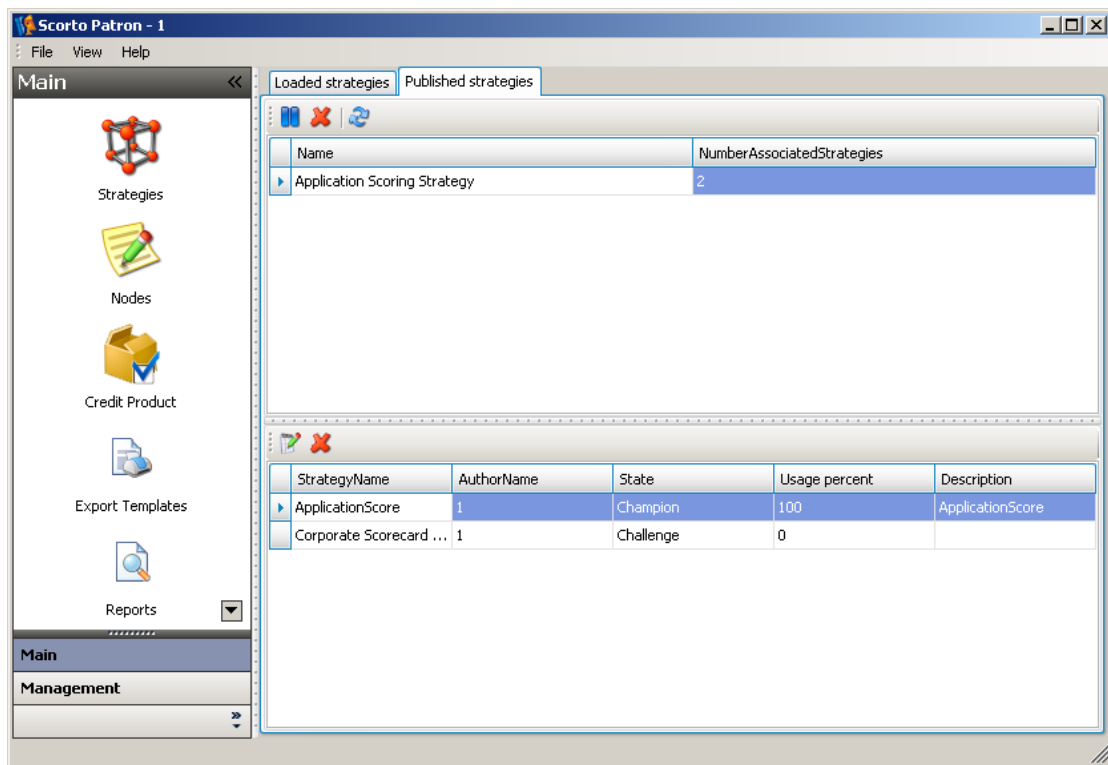 Scorto Patron - 1
File View Help
Main
Loaded strategies Published strategies
Strategies
Nodes
Credit Product
Export Templates
Reports
Main
Management
Name NumberAssociatedStrategies
Application Scoring Strategy 2
StrategyName AuthorName State Usage percent Description
ApplicationScore 1 Champion 100 ApplicationScore
Corporate Scorecard ... 1 Challenge 0